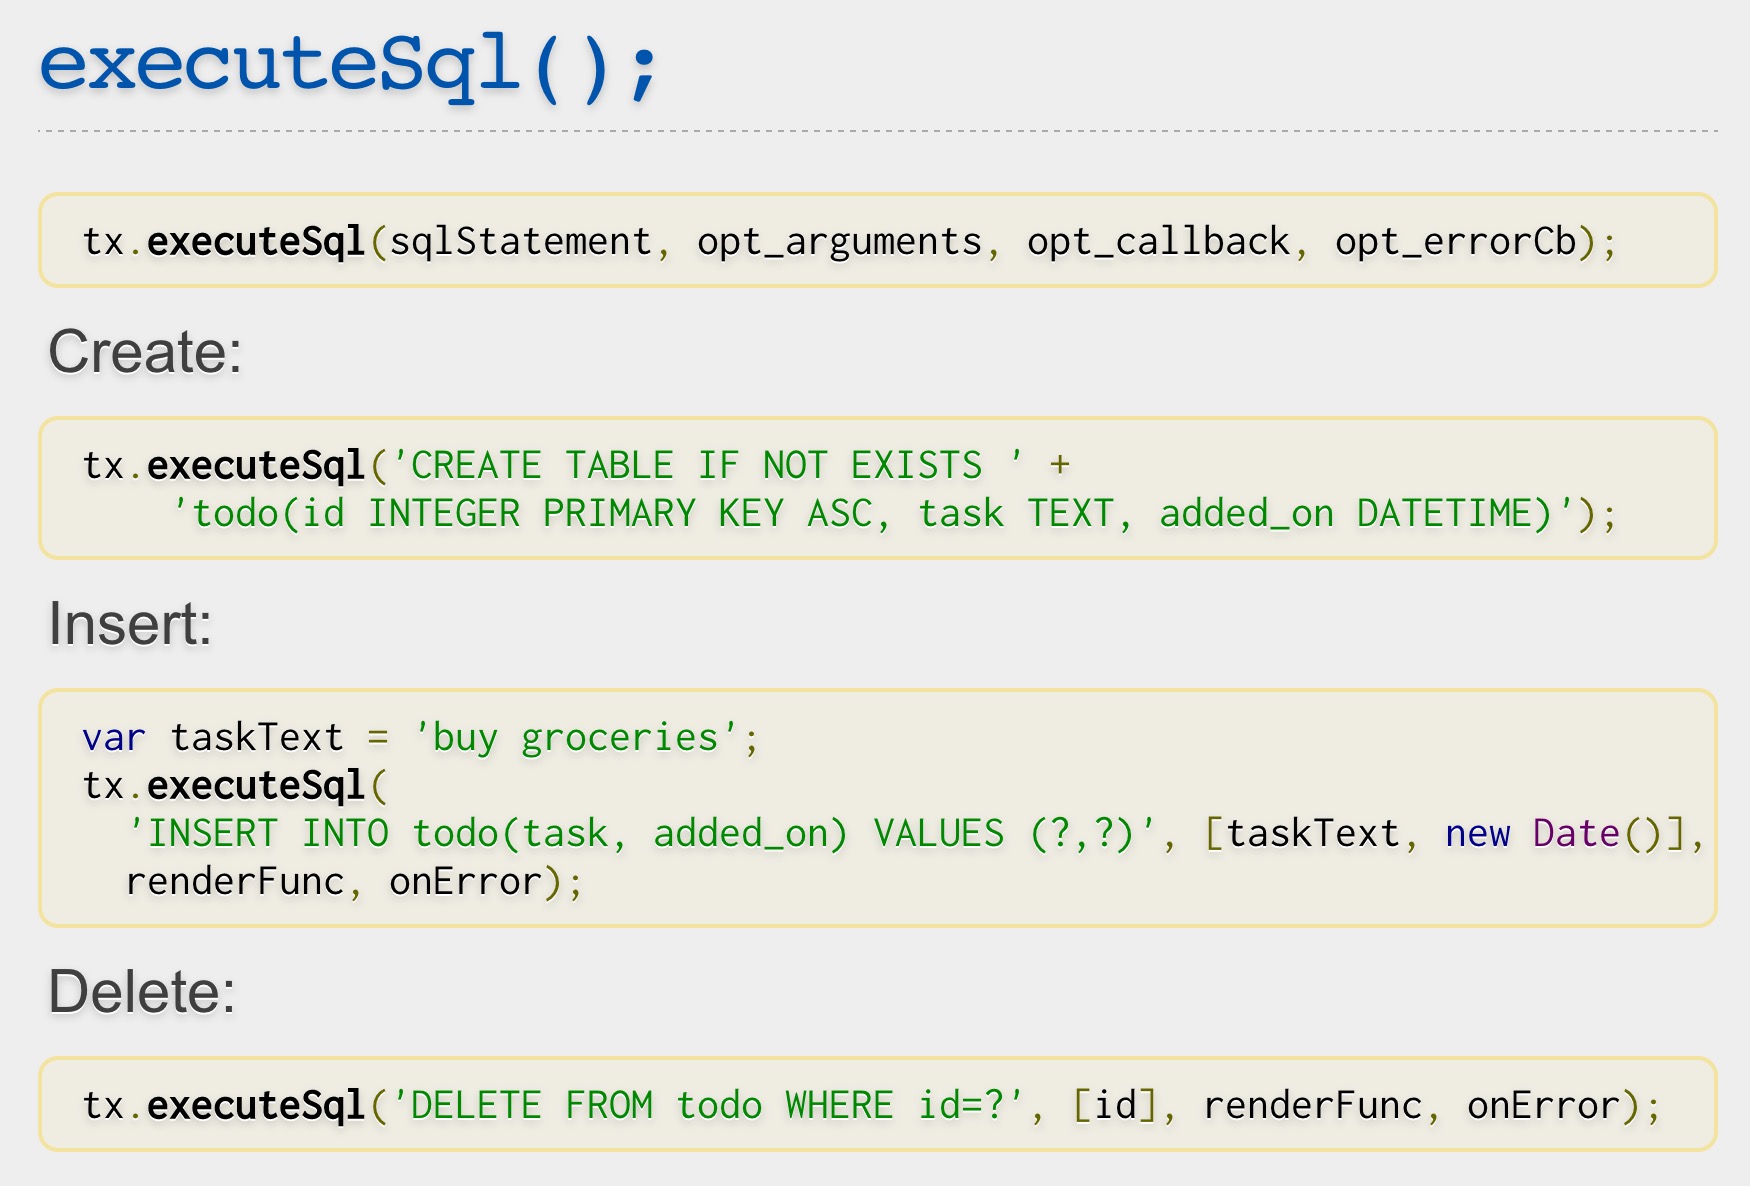 executeSql();
tx.executeSql(sqlStatement, opt_arguments, opt_callback, opt_errorCb);
Create:
tx.executeSql('CREATE TABLE IF NOT EXISTS ' +
'todo(id INTEGER PRIMARY KEY ASC, task TEXT, added_on DATETIME)');
Insert:
var taskText = 'buy groceries';
tx.executeSql(
'INSERT INTO todo(task, added_on) VALUES (?,?)', [taskText, new Date()],
renderFunc, onError);
Delete:
tx.executeSql('DELETE FROM todo WHERE id=?', [id], renderFunc, onError);